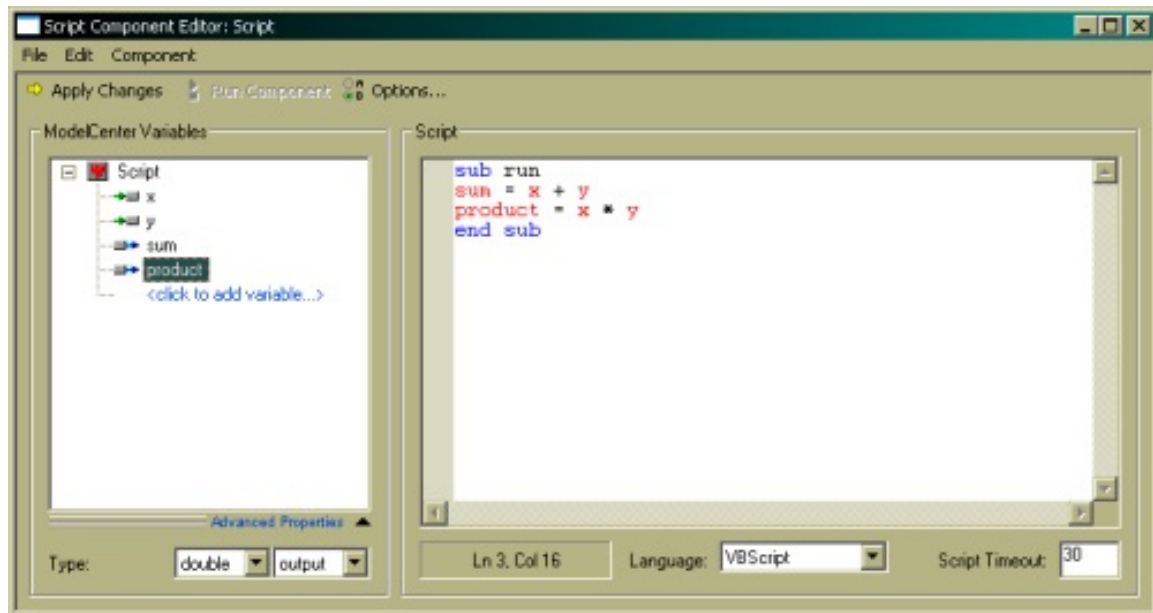 Script Component Editor: Script
File Edit Component
Apply Changes Run Component Options...
ModelCenter Variables
Script
x
y
sum
product
<click to add variable...>
Advanced Properties
Type: double output
Script
sub run
sum = x + y
product = x * y
end sub
Ln 3, Col 16 Language: VBScript Script Timeout: 30